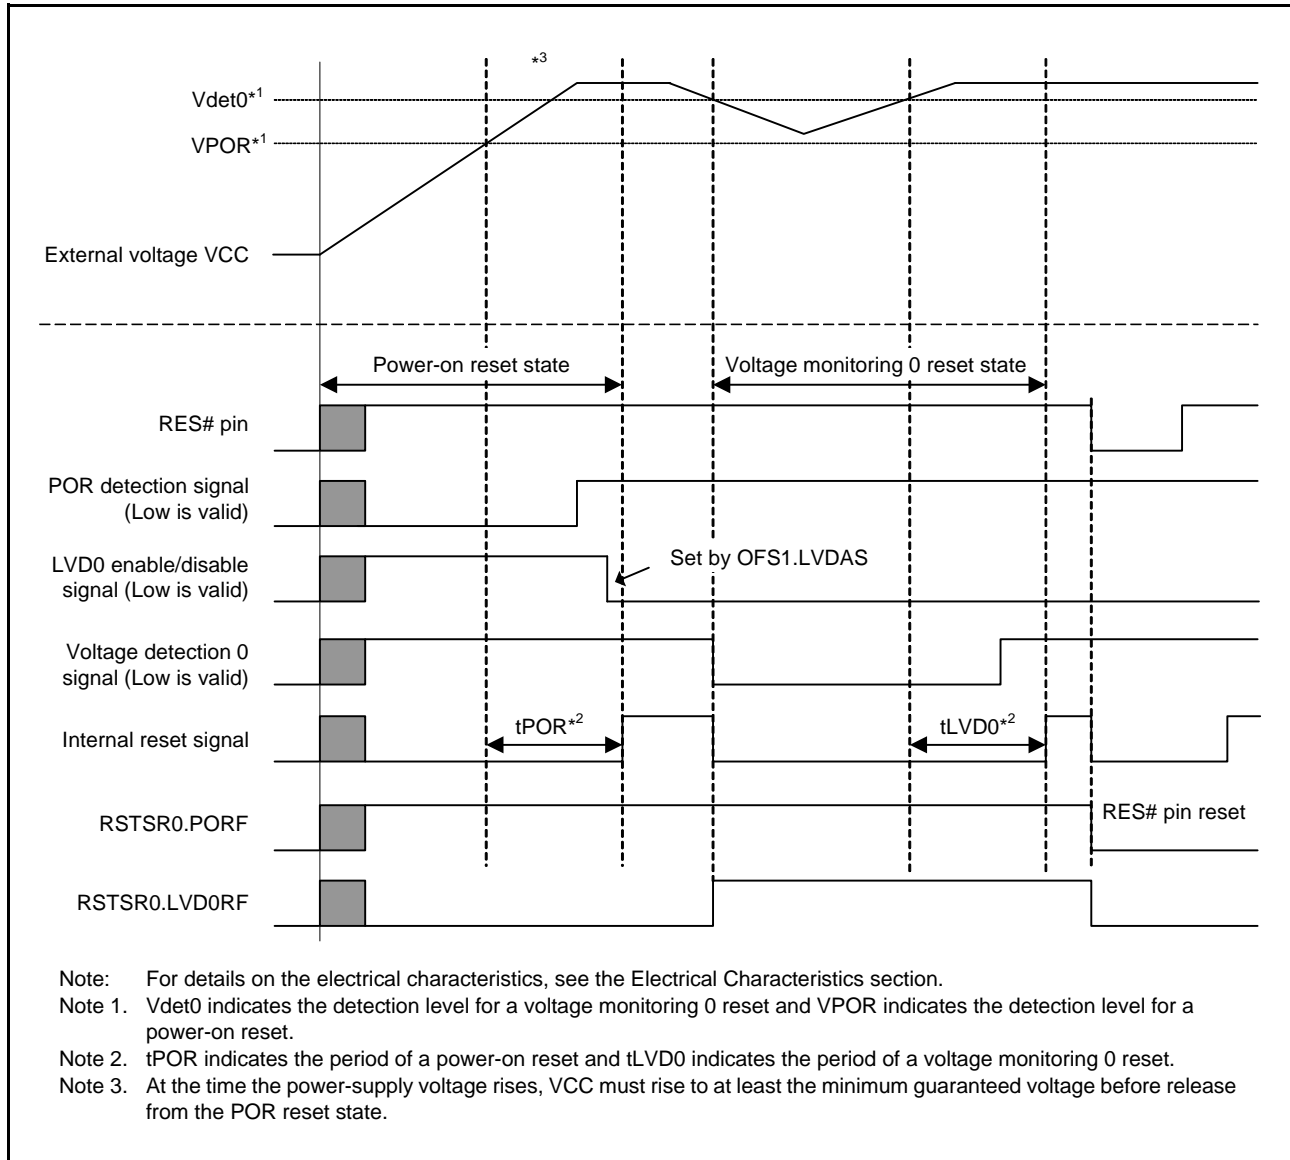 *3
Vdet0*1
VPOR*1
External voltage VCC
Power-on reset state
Voltage monitoring 0 reset state
RES# pin
POR detection signal
(Low is valid)
LVD0 enable/disable
signal (Low is valid)
Set by OFS1.LVDAS
Voltage detection 0
signal (Low is valid)
tPOR*2
tLVD0*2
Internal reset signal
RSTSR0.PORF
RES# pin reset
RSTSR0.LVD0RF
Note: For details on the electrical characteristics, see the Electrical Characteristics section.
Note 1. Vdet0 indicates the detection level for a voltage monitoring 0 reset and VPOR indicates the detection level for a
power-on reset.
Note 2. tPOR indicates the period of a power-on reset and tLVD0 indicates the period of a voltage monitoring 0 reset.
Note 3. At the time the power-supply voltage rises, VCC must rise to at least the minimum guaranteed voltage before release
from the POR reset state.